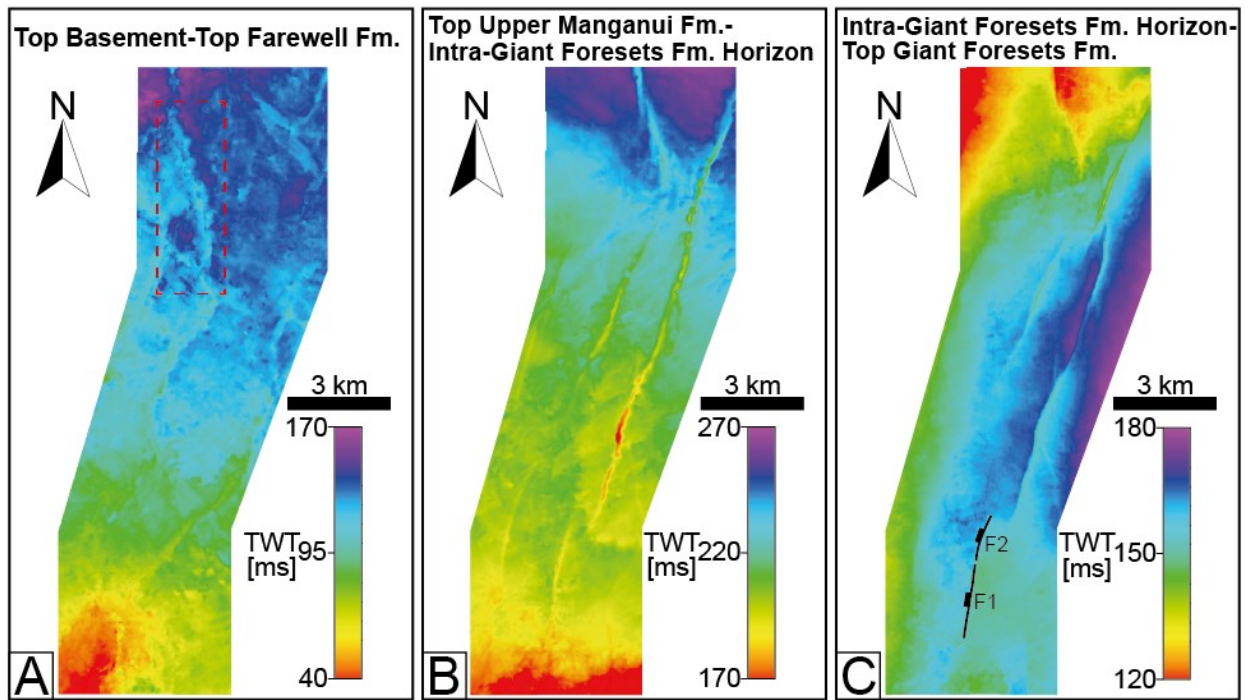 Top Basement-Top Farewell Fm.
N
3 km
170
95
40
TWT
[ms]
A
Top Upper Manganui Fm.-
Intra-Giant Foresets Fm. Horizon
N
3 km
270
220
170
TWT
[ms]
B
Intra-Giant Foresets Fm. Horizon-
Top Giant Foresets Fm.
N
3 km
180
150
120
TWT
[ms]
F2
F1
C